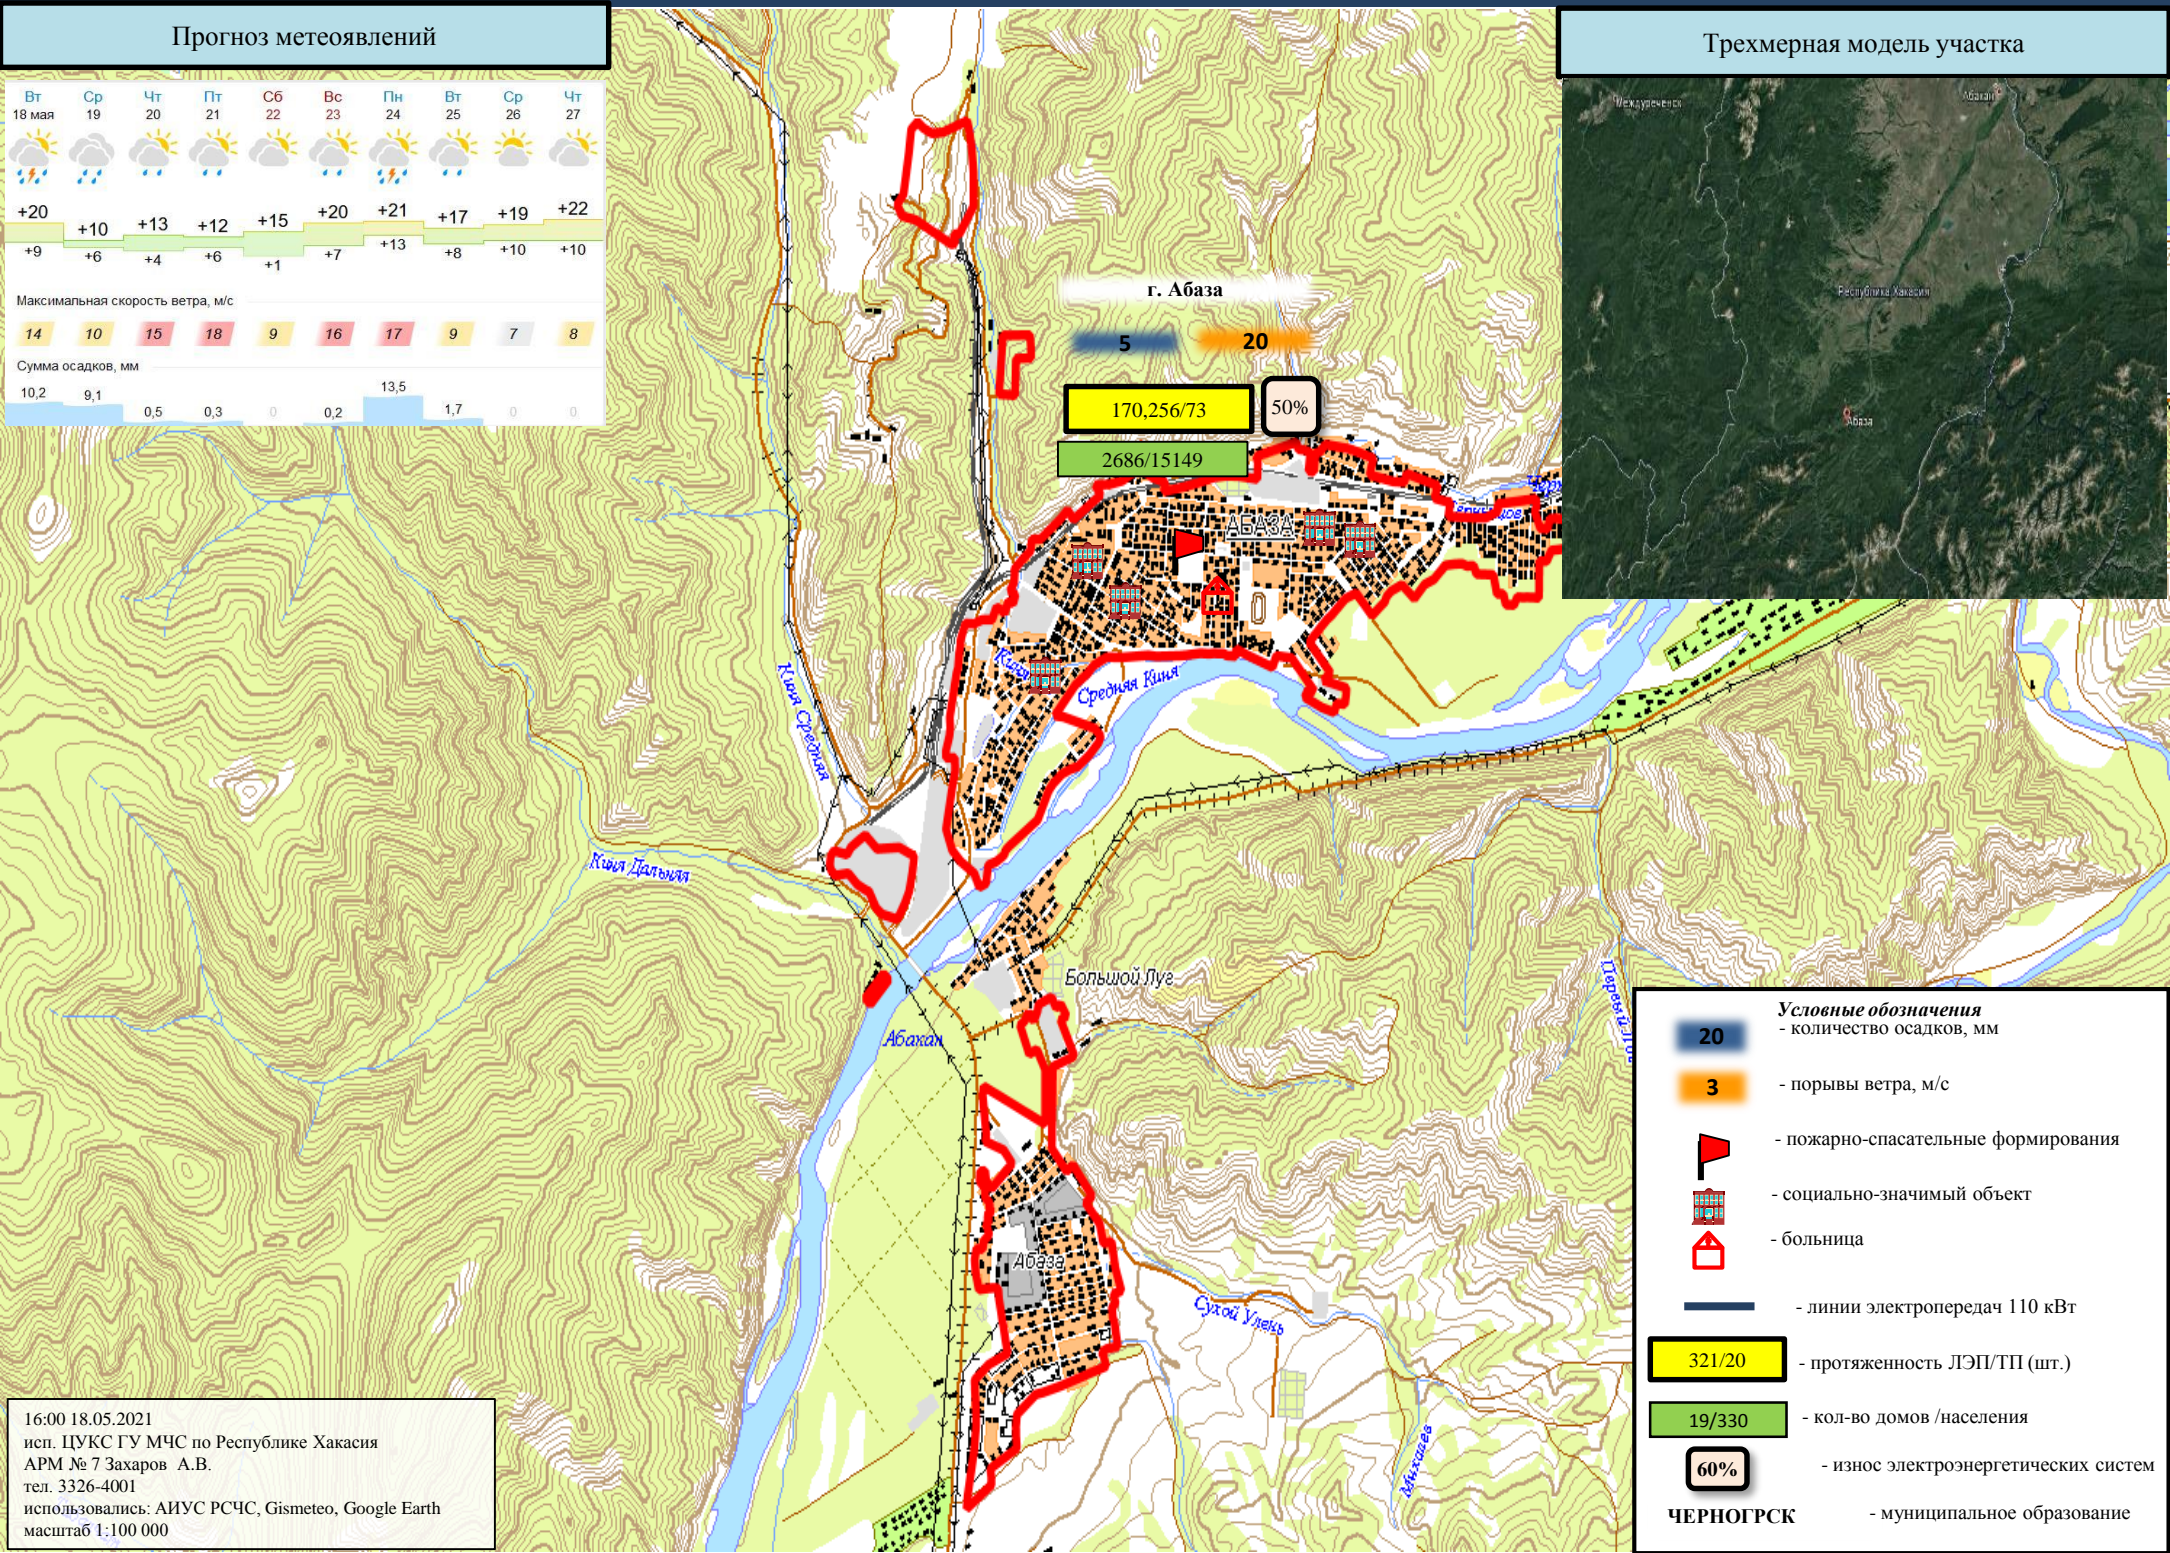 Прогноз метеоявлений
Вт Ср Чт Пт Сб Вс Пн Вт Ср Чт
18 мая 19 20 21 22 23 24 25 26 27
+20 +10 +13 +12 +15 +20 +21 +17 +19 +22
+9 +6 +4 +6 +1 +7 +13 +8 +10 +10
Максимальная скорость ветра, м/с
14 10 15 18 9 16 17 9 7 8
Сумма осадков, мм
10,2 9,1 0,5 0,3 0 0,2 13,5 1,7 0 0
Трехмерная модель участка
Междуреченск
Абакан
Республика Хакасия
Абаза
г. Абаза
5 20
170,256/73 50%
2686/15149
АБАЗА
Средняя Киня
Киня Средняя
Киня Дальняя
Большой Луг
Абакан
Абаза
Сухой Улень
Условные обозначения
20 - количество осадков, мм
3 - порывы ветра, м/с
- пожарно-спасательные формирования
- социально-значимый объект
- больница
- линии электропередач 110 кВт
321/20 - протяженность ЛЭП/ТП (шт.)
19/330 - кол-во домов /населения
60% - износ электроэнергетических систем
ЧЕРНОГРСК - муниципальное образование
16:00 18.05.2021
исп. ЦУКС ГУ МЧС по Республике Хакасия
АРМ № 7 Захаров А.В.
тел. 3326-4001
использовались: АИУС РСЧС, Gismeteo, Google Earth
масштаб 1:100 000